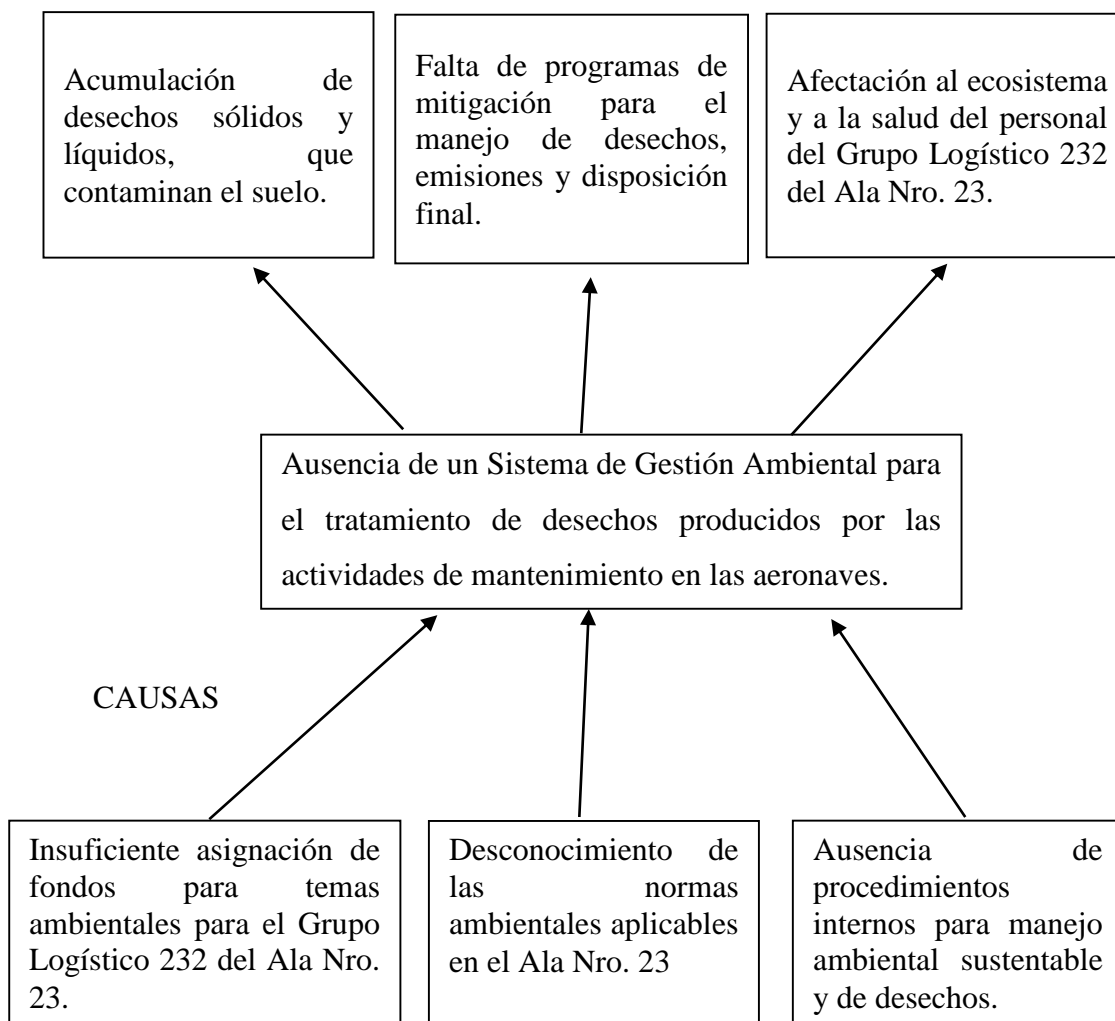 Acumulación de
desechos sólidos y
líquidos, que
contaminan el suelo.
Falta de programas de
mitigación para el
manejo de desechos,
emisiones y disposición
final.
Afectación al ecosistema
y a la salud del personal
del Grupo Logístico 232
del Ala Nro. 23.
Ausencia de un Sistema de Gestión Ambiental para
el tratamiento de desechos producidos por las
actividades de mantenimiento en las aeronaves.
CAUSAS
Insuficiente asignación de
fondos para temas
ambientales para el Grupo
Logístico 232 del Ala Nro.
23.
Desconocimiento de
las normas
ambientales aplicables
en el Ala Nro. 23
Ausencia de
procedimientos
internos para manejo
ambiental sustentable
y de desechos.